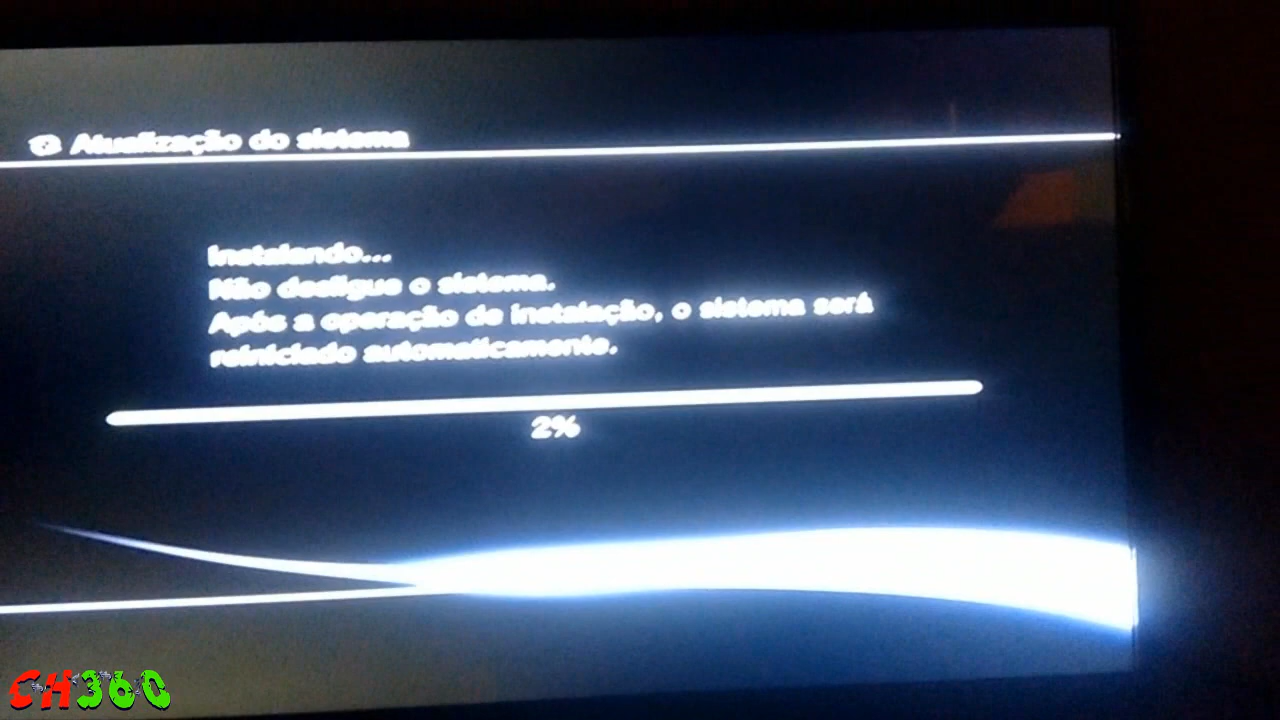 Atualização do sistema
Instalando...
Não desligue o sistema.
Após a operação de instalação, o sistema será
reiniciado automaticamente.
2%
CH360